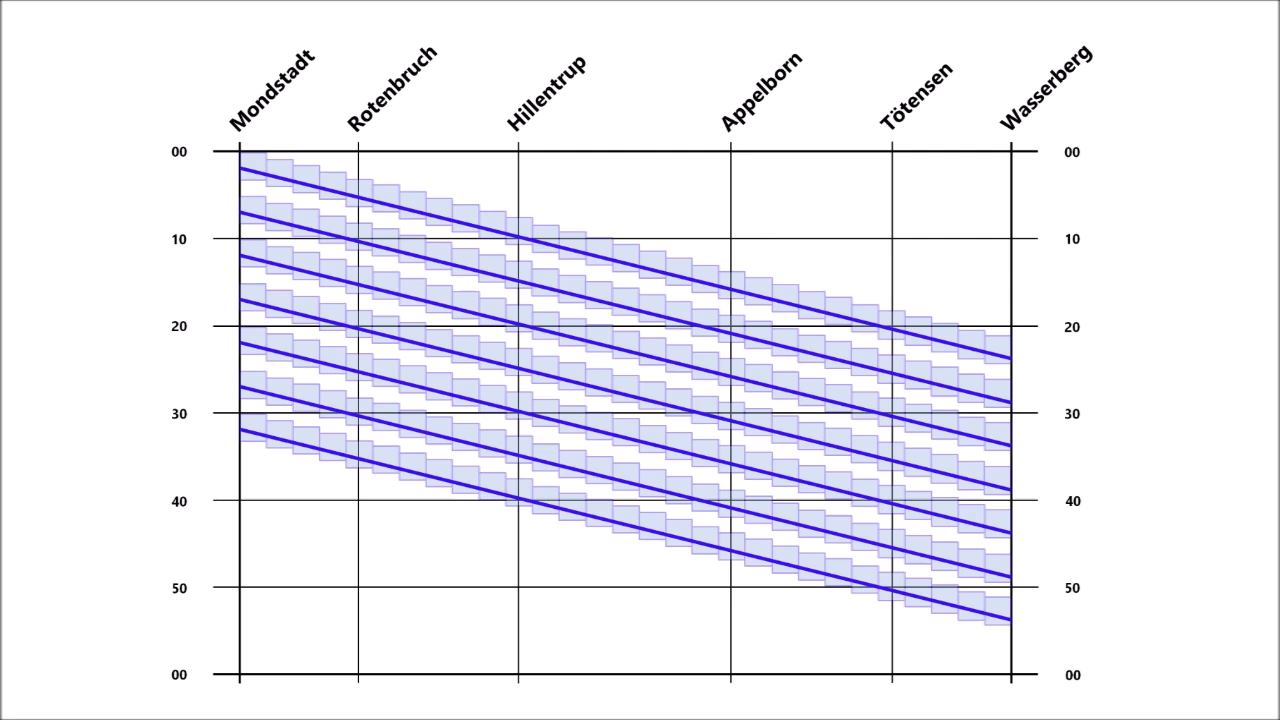 Mondstadt
Rotenbruch
Hillentrup
Appelborn
Tötensen
Wasserberg
00 00
10 10
20 20
30 30
40 40
50 50
00 00